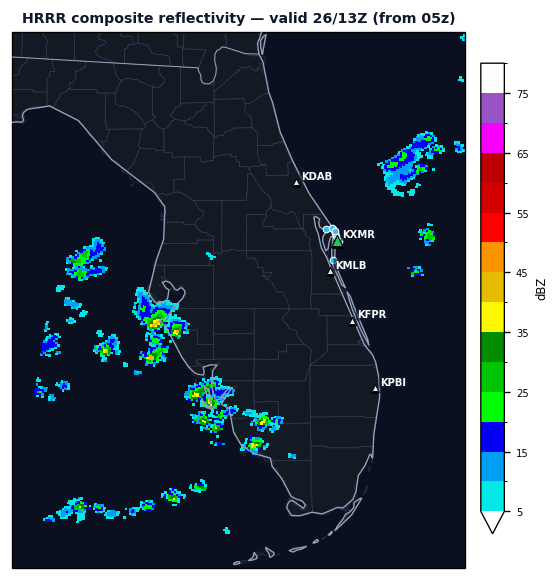 HRRR composite reflectivity — valid 26/13Z (from 05z)
KDAB
KXMR
KMLB
KFPR
KPBI
75
65
55
45
35
25
15
5
dBZ